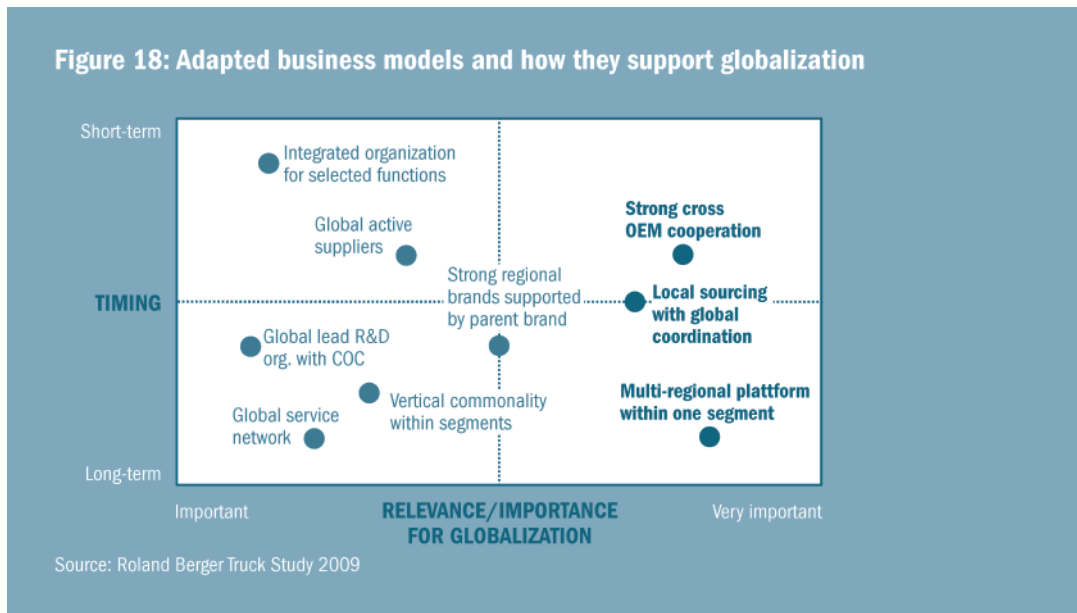 Figure 18: Adapted business models and how they support globalization
Short-term
Integrated organization
for selected functions
Global active
suppliers
Strong cross
OEM cooperation
Strong regional
brands supported
by parent brand
TIMING
Local sourcing
with global
coordination
Global lead R&D
org. with COC
Vertical commonality
within segments
Multi-regional plattform
within one segment
Global service
network
Long-term
Important
RELEVANCE/IMPORTANCE
FOR GLOBALIZATION
Very important
Source: Roland Berger Truck Study 2009